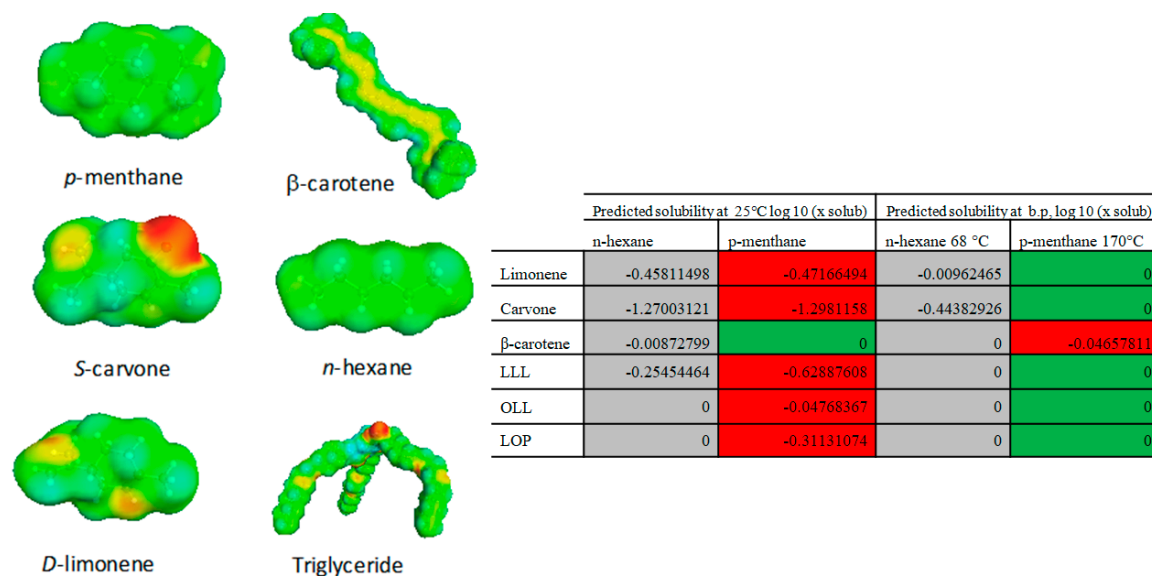 p-menthane
β-carotene
S-carvone
n-hexane
D-limonene
Triglyceride
Predicted solubility at 25°C log 10 (x solub) Predicted solubility at b.p, log 10 (x solub)
n-hexane p-menthane n-hexane 68 °C p-menthane 170°C
Limonene -0.45811498 -0.47166494 -0.00962465 0
Carvone -1.27003121 -1.2981158 -0.44382926 0
β-carotene -0.00872799 0 0 -0.04657811
LLL -0.25454464 -0.62887608 0 0
OLL 0 -0.04768367 0 0
LOP 0 -0.31131074 0 0